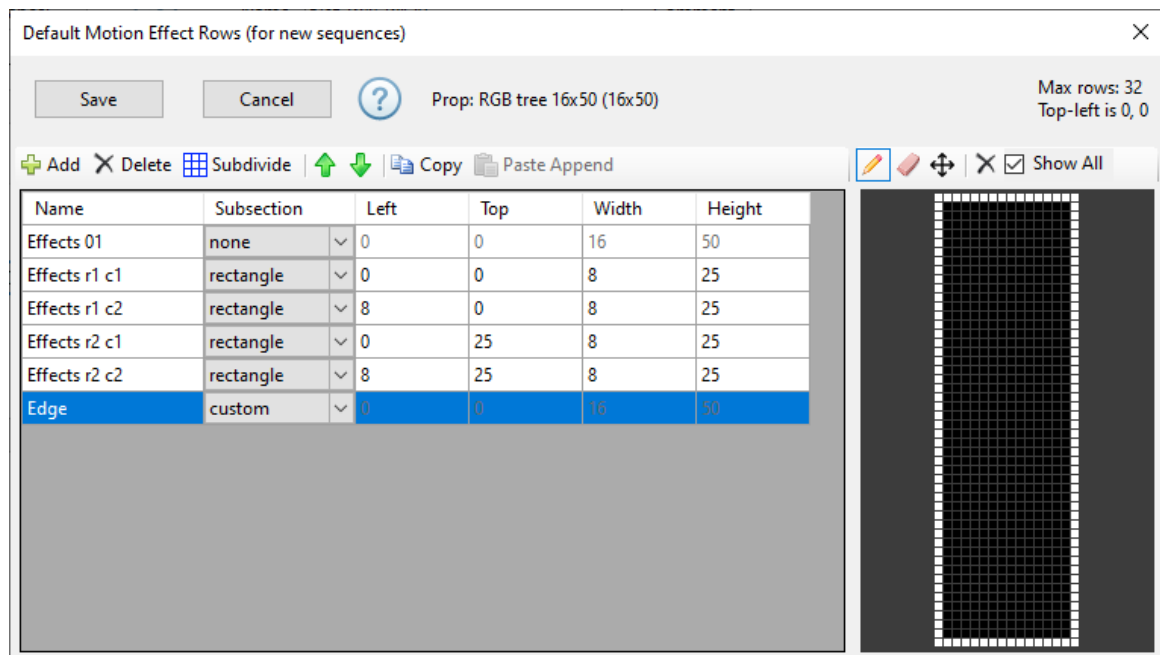 Default Motion Effect Rows (for new sequences)
Save Cancel ? Prop: RGB tree 16x50 (16x50) Max rows: 32
Top-left is 0, 0
Add Delete Subdivide Copy Paste Append Show All
Name Subsection Left Top Width Height
Effects 01 none 0 0 16 50
Effects r1 c1 rectangle 0 0 8 25
Effects r1 c2 rectangle 8 0 8 25
Effects r2 c1 rectangle 0 25 8 25
Effects r2 c2 rectangle 8 25 8 25
Edge custom 0 0 16 50